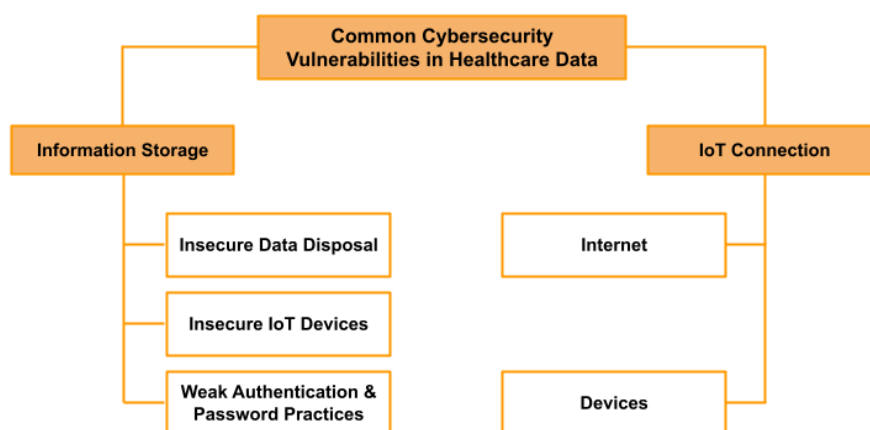 Common Cybersecurity
Vulnerabilities in Healthcare Data
Information Storage
IoT Connection
Insecure Data Disposal
Internet
Insecure IoT Devices
Weak Authentication &
Password Practices
Devices